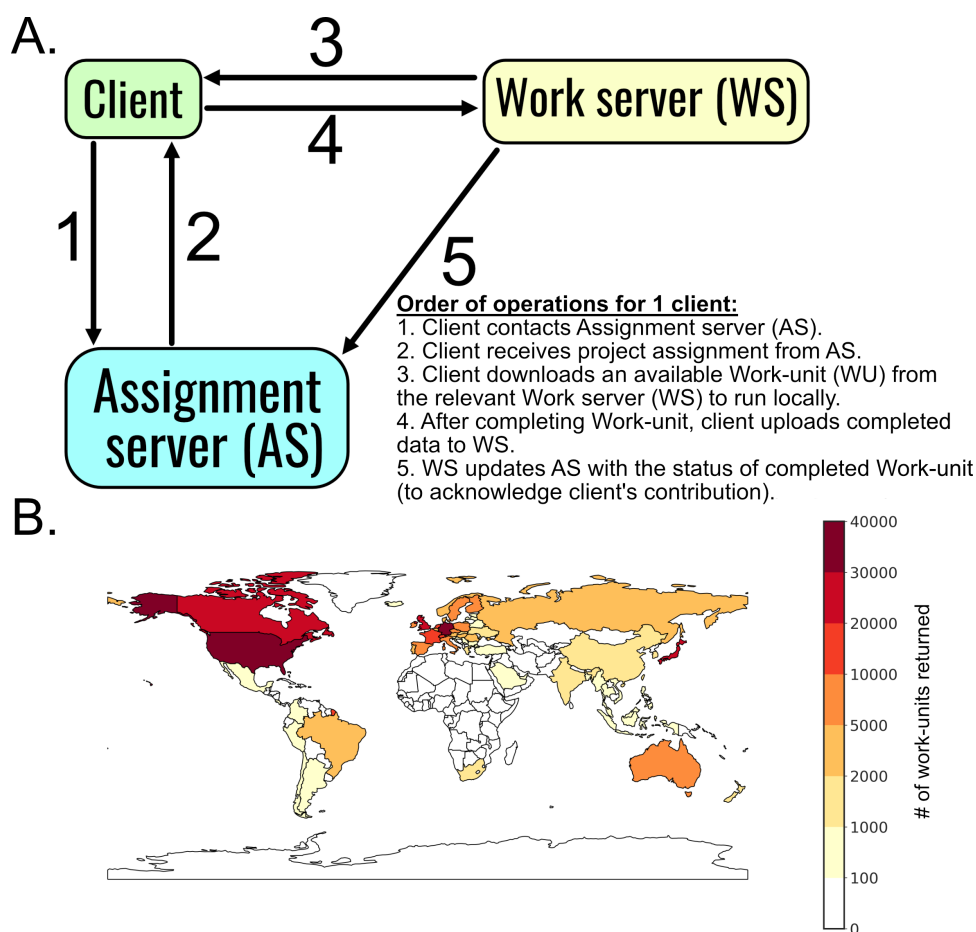 A.
3
Client
Work server (WS)
4
1
2
5
Order of operations for 1 client:
1. Client contacts Assignment server (AS).
2. Client receives project assignment from AS.
3. Client downloads an available Work-unit (WU) from
the relevant Work server (WS) to run locally.
4. After completing Work-unit, client uploads completed
data to WS.
5. WS updates AS with the status of completed Work-unit
(to acknowledge client's contribution).
Assignment
server (AS)
B.
40000
30000
20000
10000
5000
2000
1000
100
0
# of work-units returned